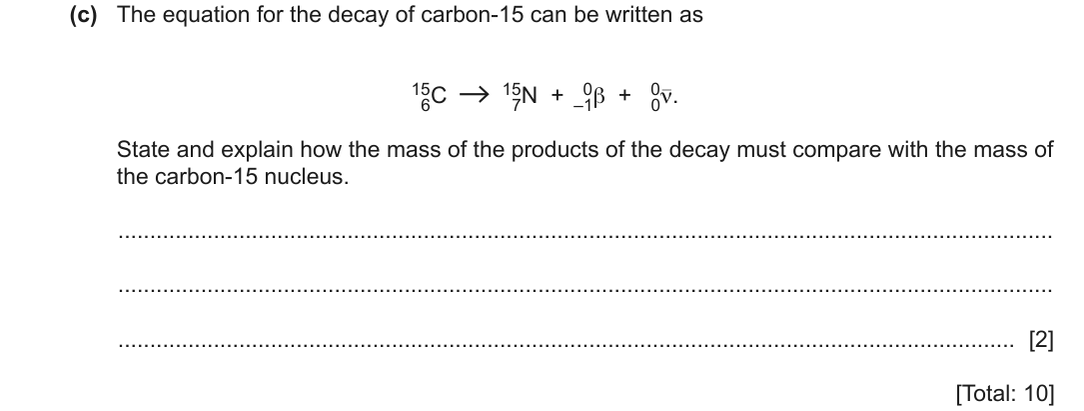 (c) The equation for the decay of carbon-15 can be written as
¹⁵₆C → ¹⁵₇N + ⁰₋₁β + ⁰₀ν̅.
State and explain how the mass of the products of the decay must compare with the mass of
the carbon-15 nucleus.
..........................................................................................................................
..........................................................................................................................
..................................................................................................................... [2]
[Total: 10]